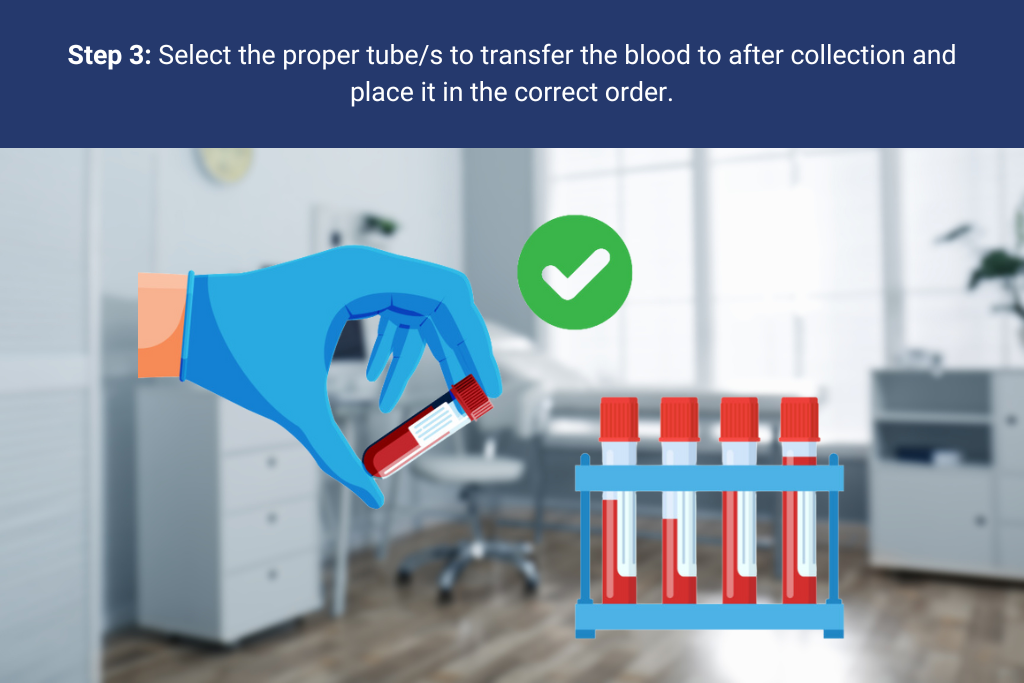 Step 3: Select the proper tube/s to transfer the blood to after collection and
place it in the correct order.